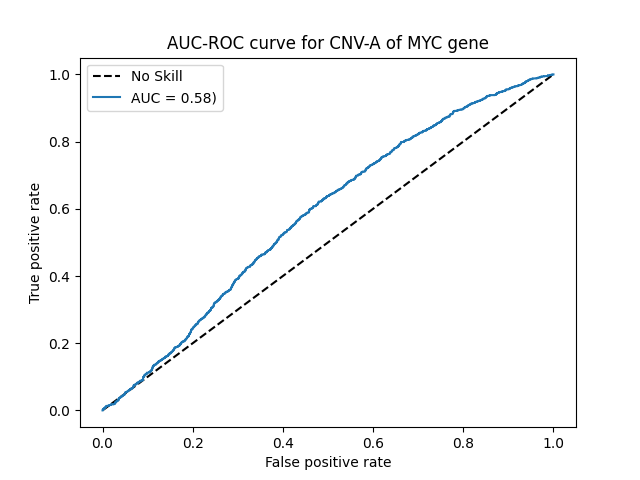 AUC-ROC curve for CNV-A of MYC gene
No Skill
AUC = 0.58)
True positive rate
1.0
0.8
0.6
0.4
0.2
0.0
0.0 0.2 0.4 0.6 0.8 1.0
False positive rate